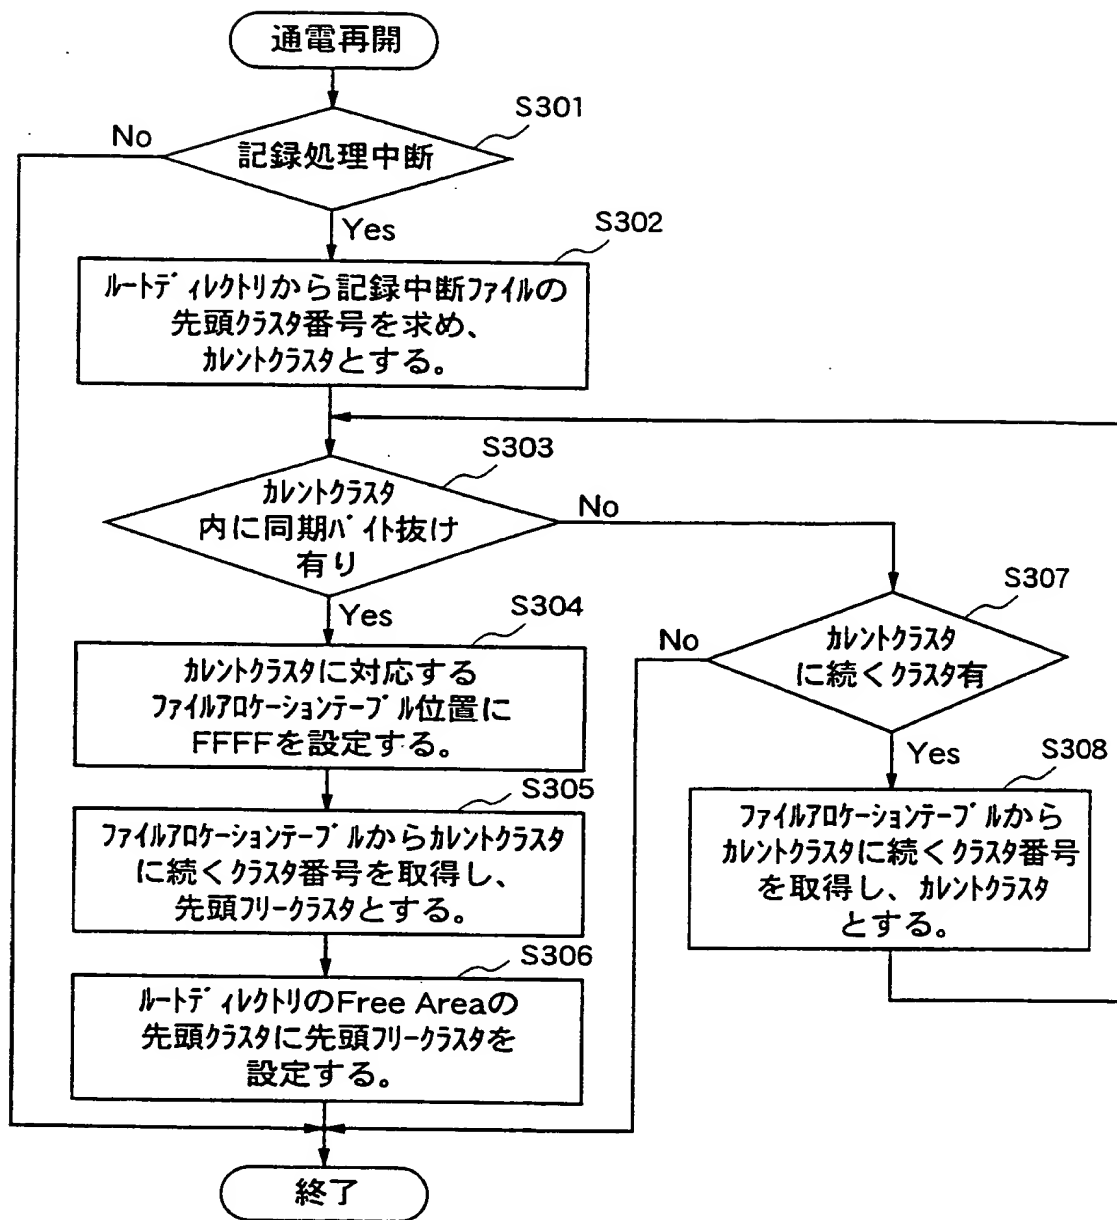 通電再開
S301
No
記録処理中断
Yes
S302
ルートディレクトリから記録中断ファイルの
先頭クラスタ番号を求め、
カレントクラスタとする。
S303
カレントクラスタ
内に同期バイト抜け
有り
No
Yes
S304
カレントクラスタに対応する
ファイルアロケーションテーブル位置に
FFFFを設定する。
S305
ファイルアロケーションテーブルからカレントクラスタ
に続くクラスタ番号を取得し、
先頭フリークラスタとする。
S306
ルートディレクトリのFree Areaの
先頭クラスタに先頭フリークラスタを
設定する。
S307
No
カレントクラスタ
に続くクラスタ有
Yes
S308
ファイルアロケーションテーブルから
カレントクラスタに続くクラスタ番号
を取得し、カレントクラスタ
とする。
終了